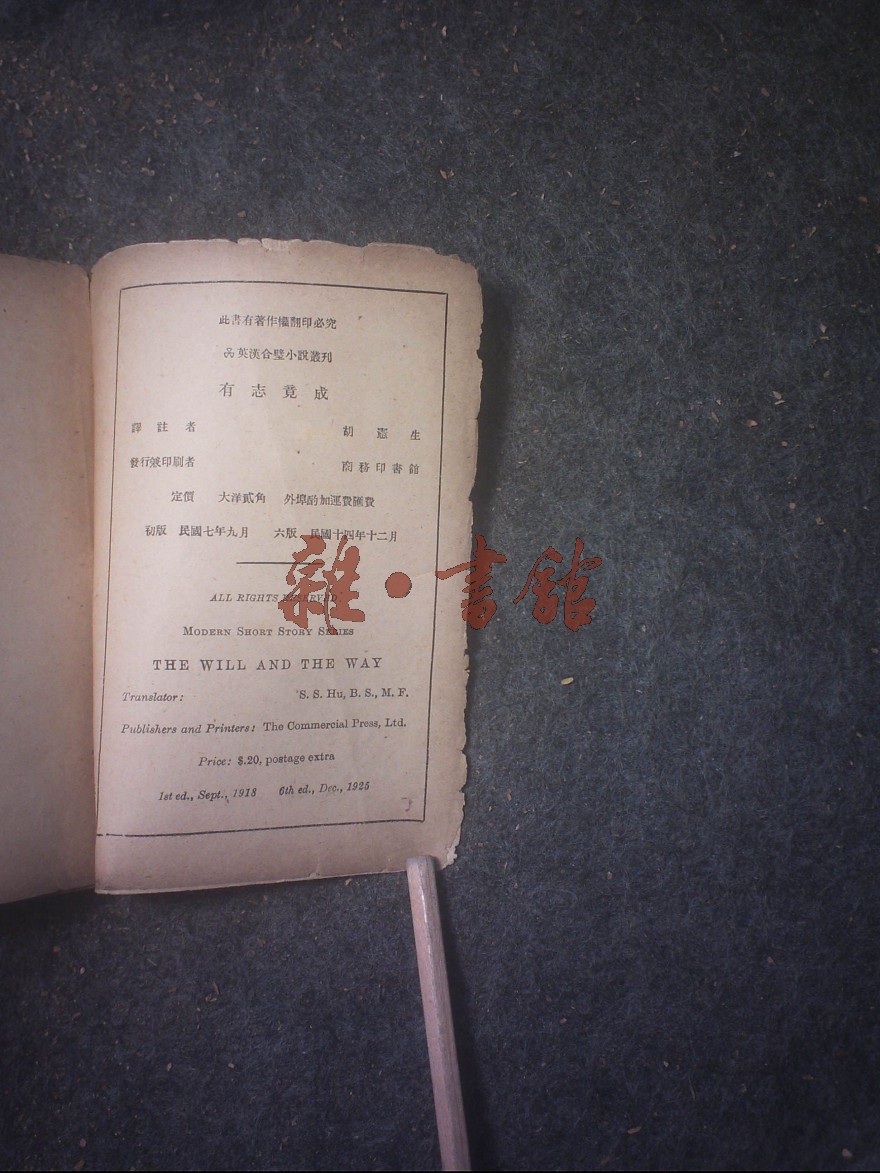 此書有著作權翻印必究
英漢合璧小說叢刊
有志竟成
譯註者 胡憲生
發行兼印刷者 商務印書館
定價 大洋貳角 外埠酌加運費匯費
初版 民國七年九月 六版 民國十四年十二月
ALL RIGHTS RESERVED
MODERN SHORT STORY SERIES
THE WILL AND THE WAY
Translator: S. S. Hu, B. S., M. F.
Publishers and Printers: The Commercial Press, Ltd.
Price: $.20, postage extra
1st ed., Sept., 1918 6th ed., Dec., 1925
雜·書館